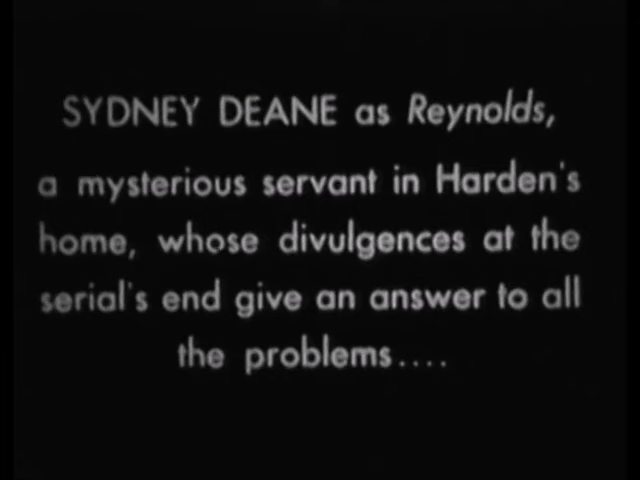 SYDNEY DEANE as Reynolds,
a mysterious servant in Harden's
home, whose divulgences at the
serial's end give an answer to all
the problems....